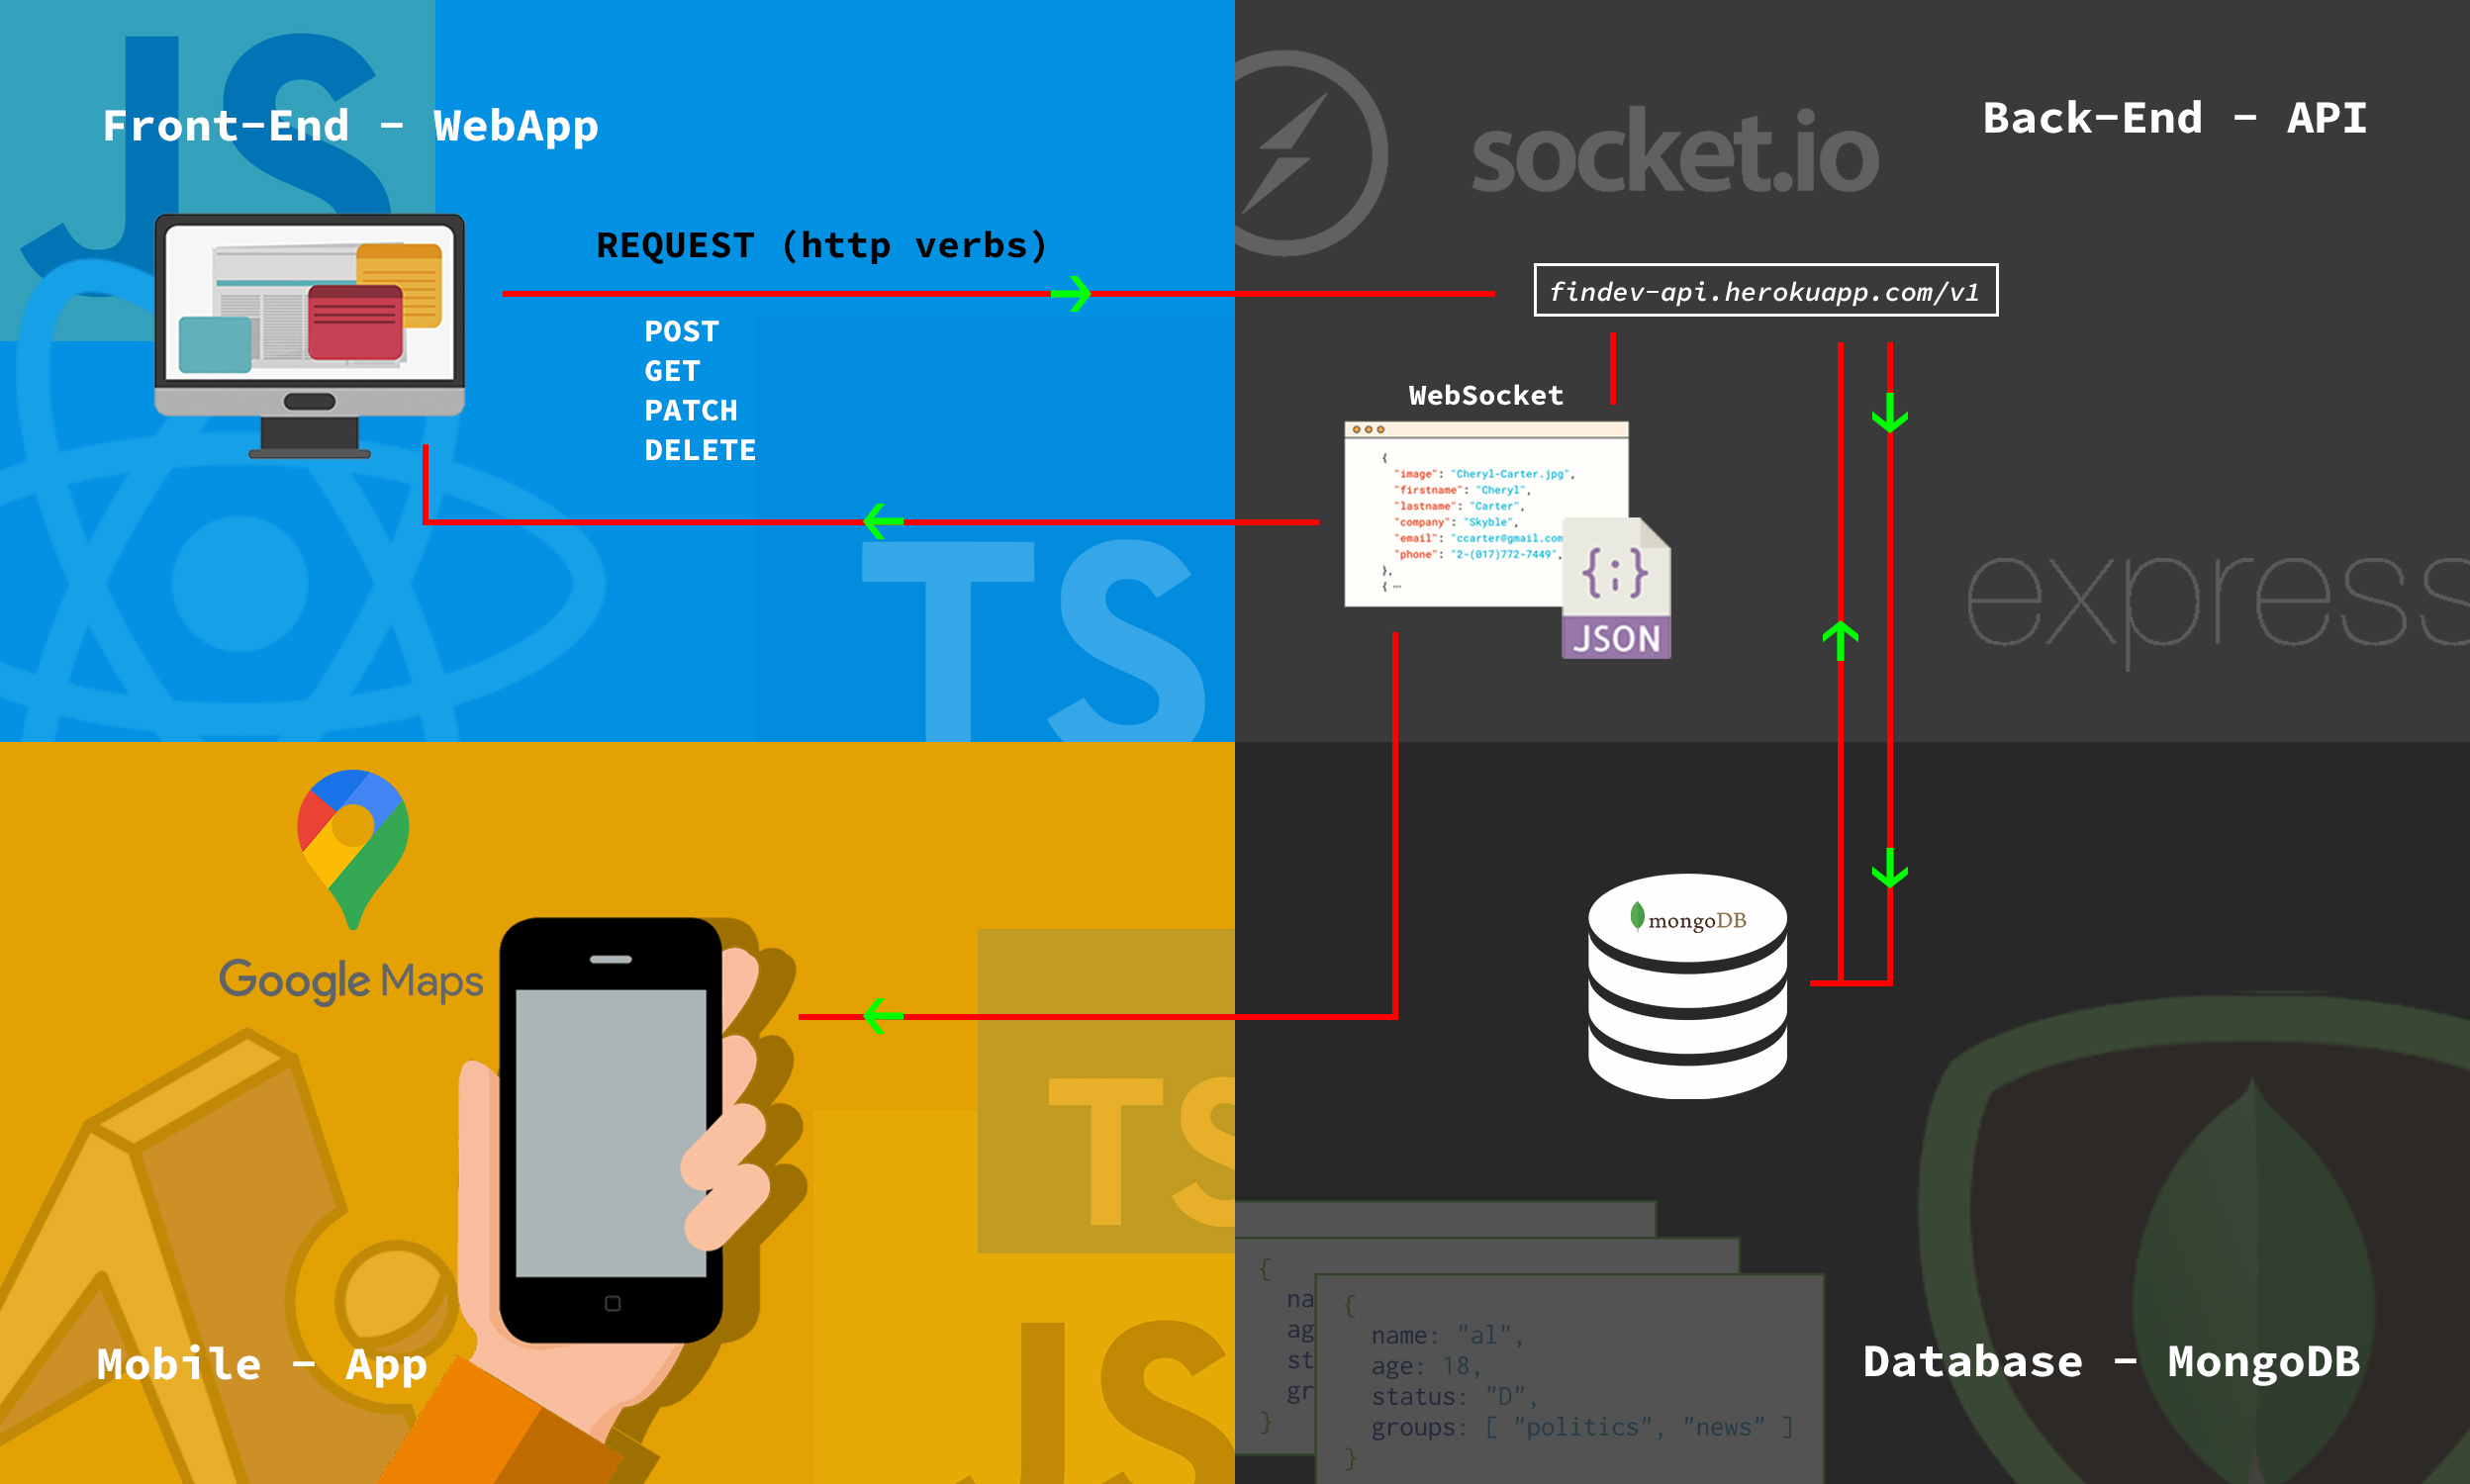 JS
Front-End - WebApp
REQUEST (http verbs)
POST
GET
PATCH
DELETE
TS
socket.io
Back-End - API
findev-api.herokuapp.com/v1
WebSocket
{
"image": "Cheryl-Carter.jpg",
"firstname": "Cheryl",
"lastname": "Carter",
"company": "Skyble",
"email": "ccarter@gmail.com
"phone": "2-(017)772-7449",
},
{ ...
{;}
JSON
express
Google Maps
TS
JS
Mobile - App
mongoDB
{
na
ag
st
gr
}
{
name: "al",
age: 18,
status: "D",
groups: [ "politics", "news" ]
}
Database - MongoDB